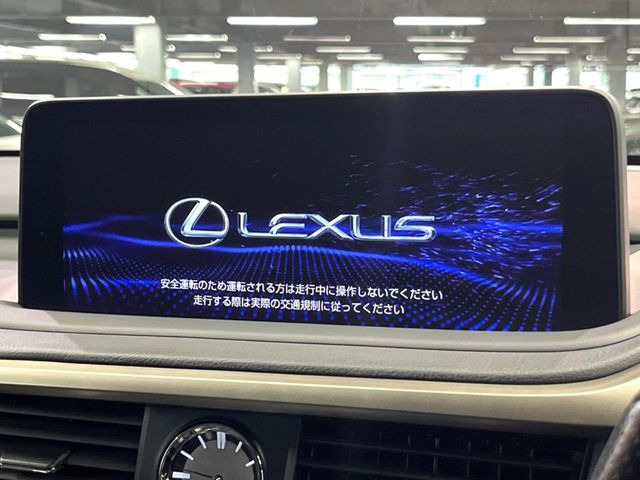 LEXUS
安全運転のため運転される方は走行中に操作しないでください
走行する際は実際の交通規制に従ってください